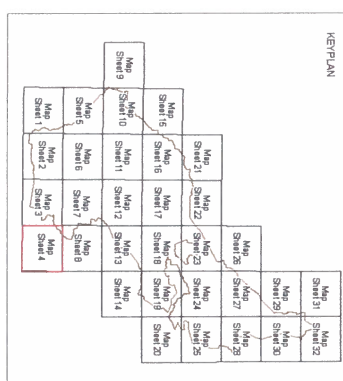 KEYPLAN
Map
Sheet 31
Map
Sheet 32
Map
Sheet 29
Map
Sheet 30
Map
Sheet 26
Map
Sheet 27
Map
Sheet 28
Map
Sheet 21
Map
Sheet 22
Map
Sheet 23
Map
Sheet 24
Map
Sheet 25
Map
Sheet 15
Map
Sheet 16
Map
Sheet 17
Map
Sheet 18
Map
Sheet 19
Map
Sheet 20
Map
Sheet 9
Map
Sheet 10
Map
Sheet 11
Map
Sheet 12
Map
Sheet 13
Map
Sheet 14
Map
Sheet 5
Map
Sheet 6
Map
Sheet 7
Map
Sheet 8
Map
Sheet 1
Map
Sheet 2
Map
Sheet 3
Map
Sheet 4